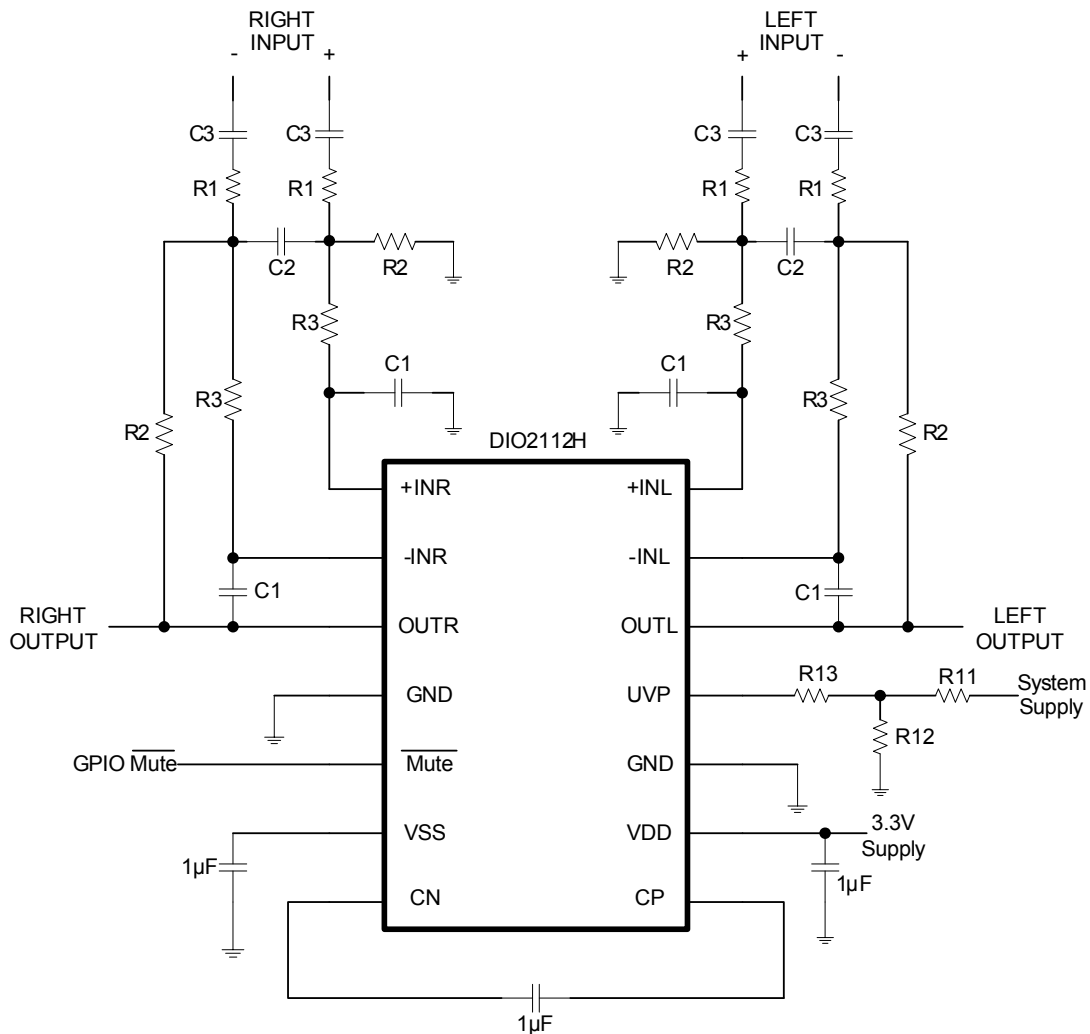 RIGHT
INPUT
LEFT
INPUT
- +
+ -
C3 C3 C3 C3
R1 R1 R1 R1
C2 R2 R2 C2
R3 R3
C1 C1
R3 R3
R2 R2
DIO2112H
+INR +INL
-INR -INL
C1 C1
RIGHT
OUTPUT
OUTR OUTL
LEFT
OUTPUT
GND UVP R13 R11 System
Supply
R12
GPIO Mute Mute GND
VSS VDD 3.3V
Supply
1µF 1µF
CN CP
1µF